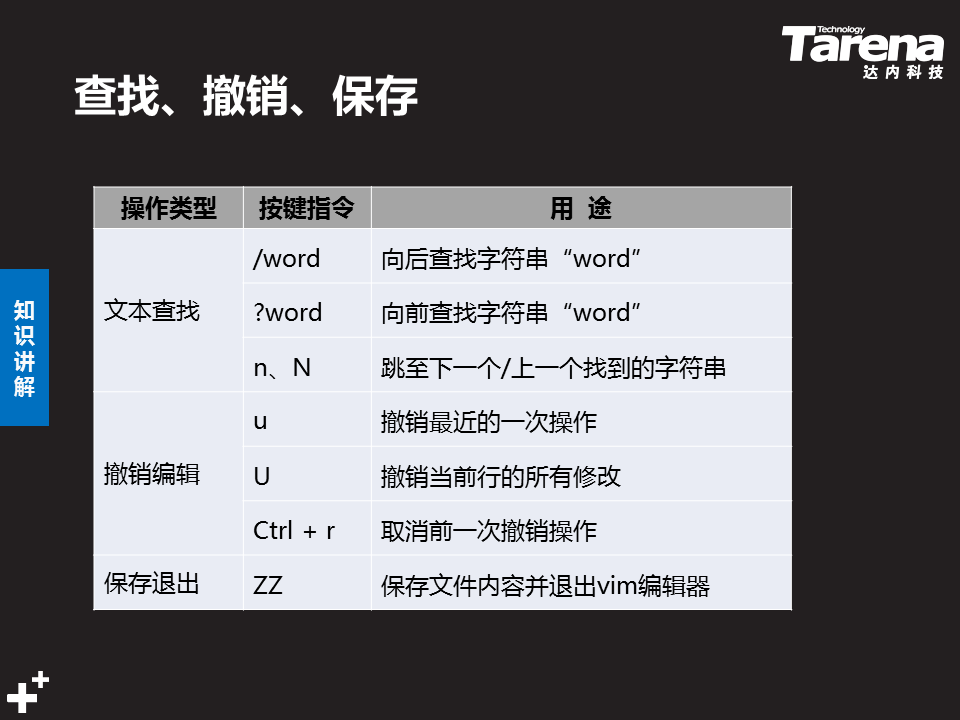 Technology
Tarena
达内科技
查找、撤销、保存
知识讲解
操作类型 按键指令 用 途
文本查找 /word 向后查找字符串“word”
?word 向前查找字符串“word”
n、N 跳至下一个/上一个找到的字符串
撤销编辑 u 撤销最近的一次操作
U 撤销当前行的所有修改
Ctrl + r 取消前一次撤销操作
保存退出 ZZ 保存文件内容并退出vim编辑器